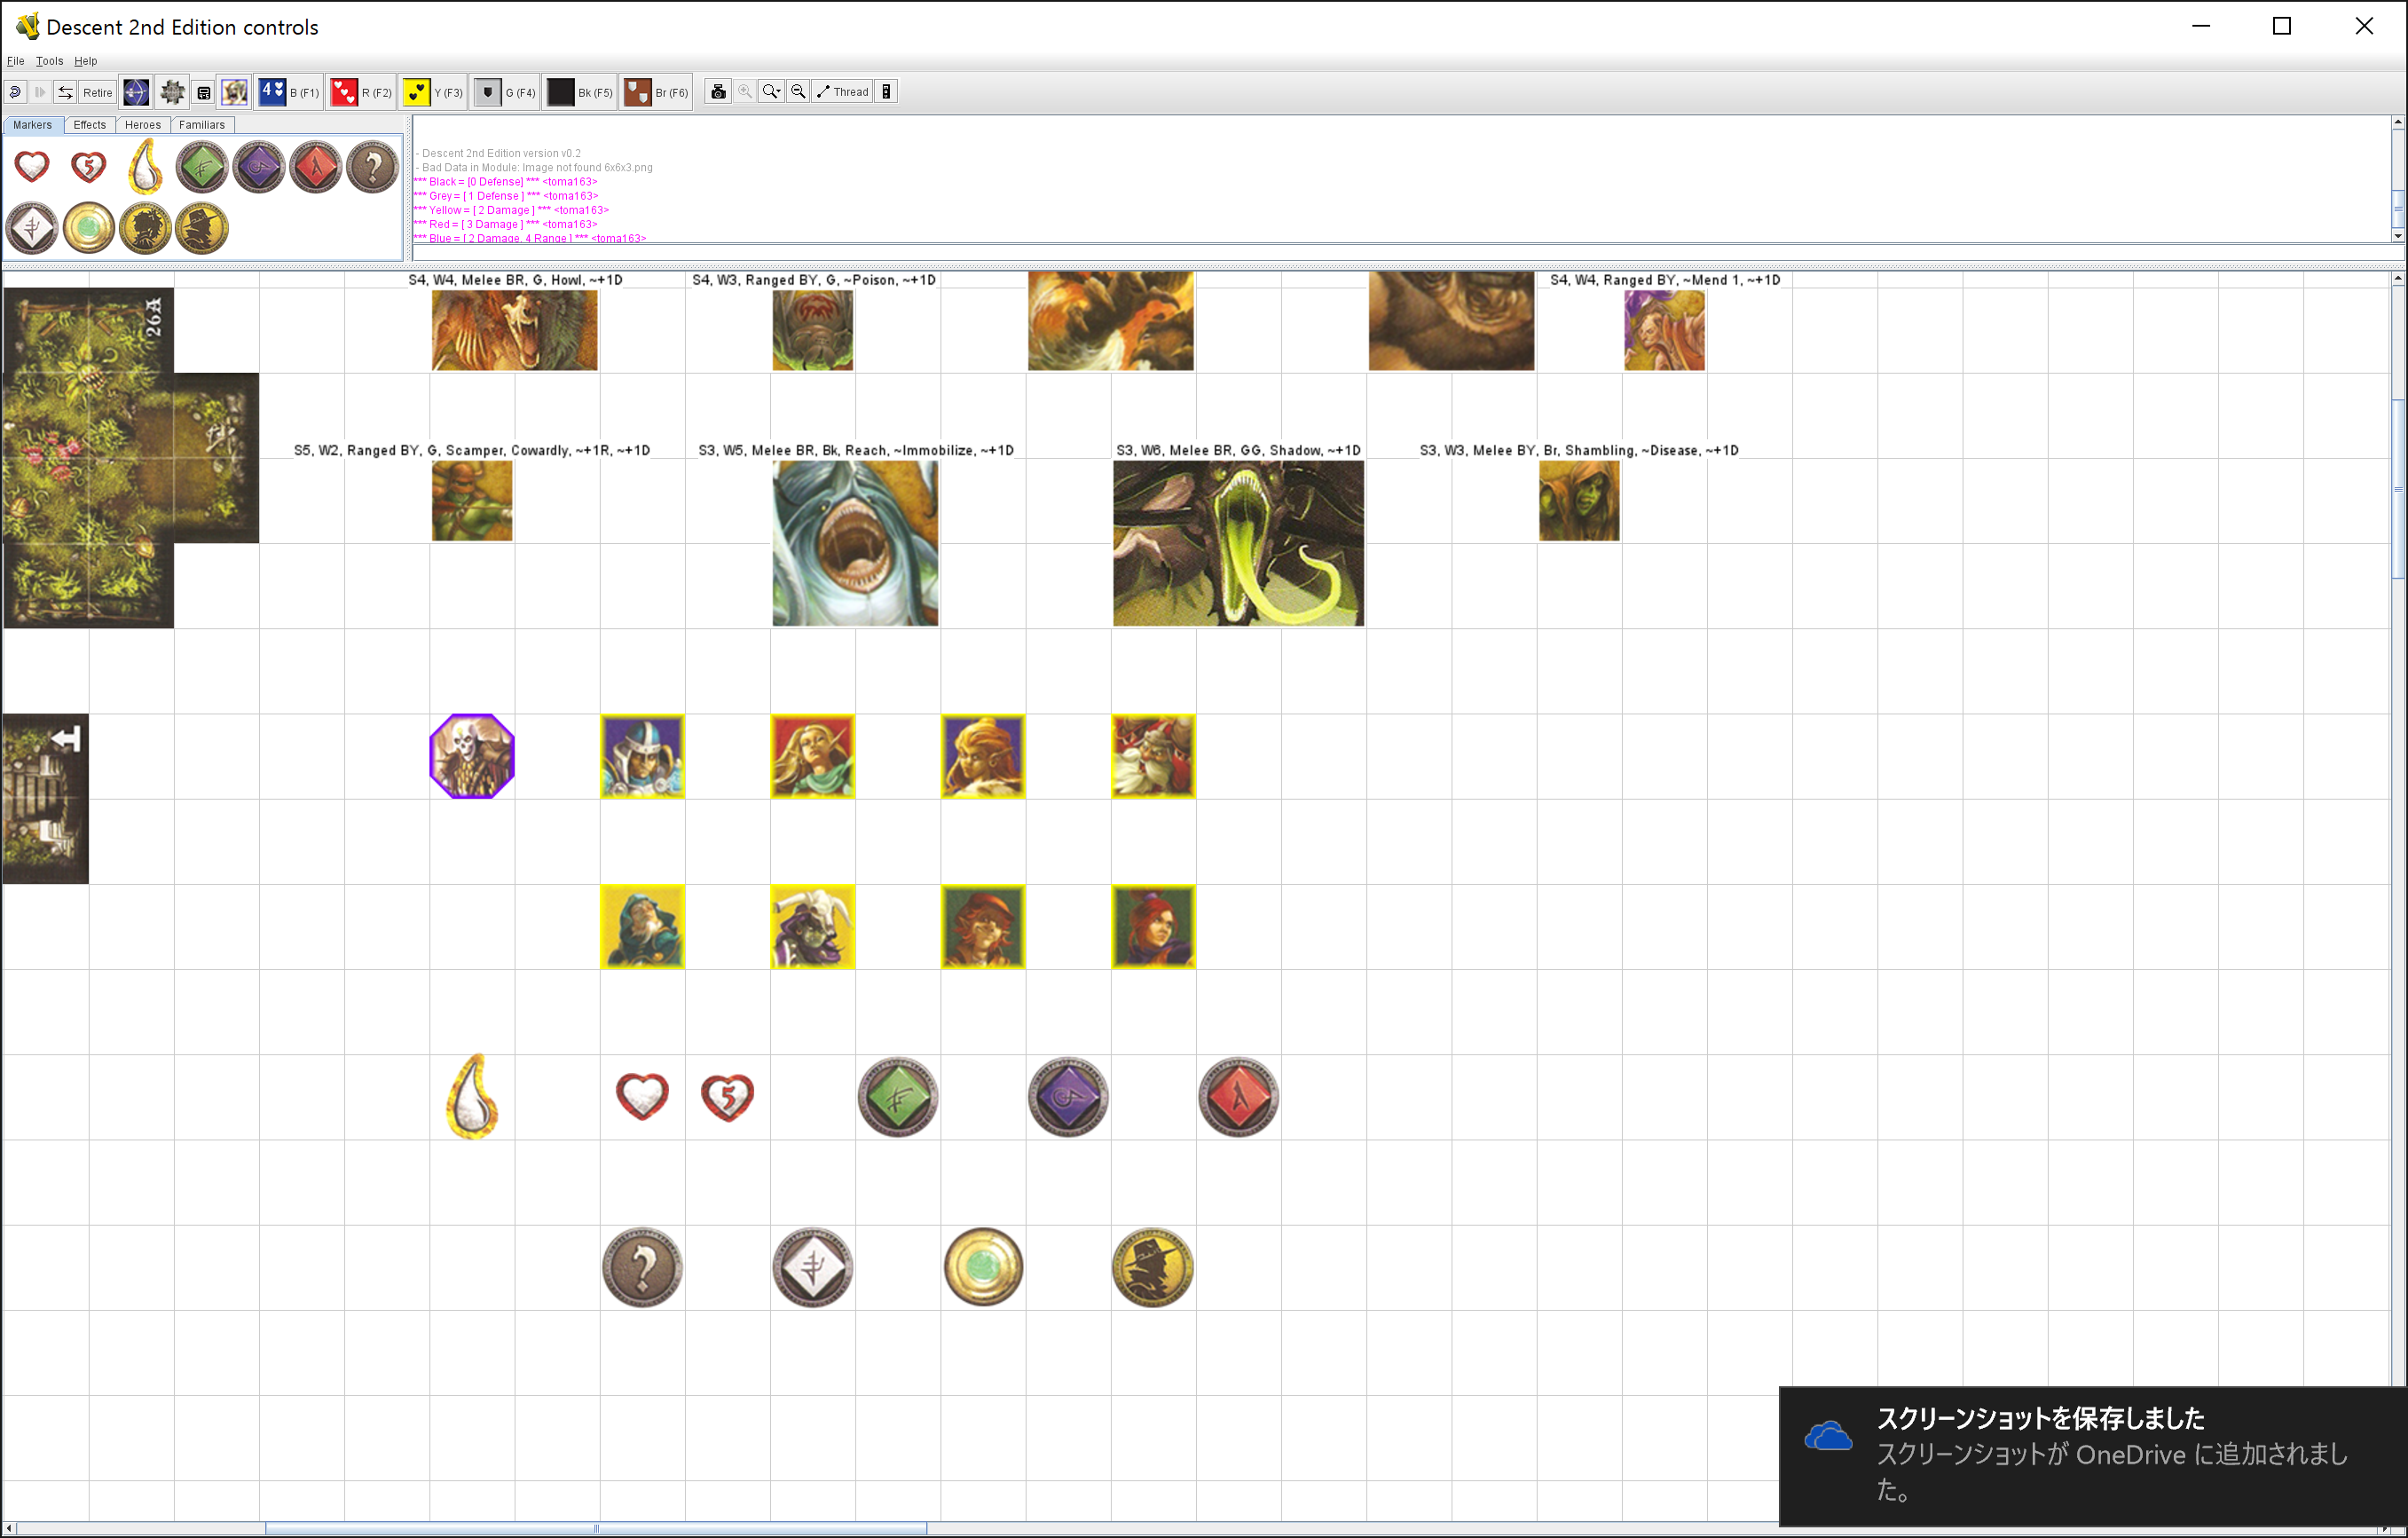 Descent 2nd Edition controls
File Tools Help
Retire
4 B (F1) R (F2) Y (F3) G (F4) Bk (F5) Br (F6) Thread
Markers Effects Heroes Familiars
5
?
- Descent 2nd Edition version v0.2
- Bad Data in Module: Image not found 6x6x3.png
*** Black = [0 Defense] *** <toma163>
*** Grey = [ 1 Defense ] *** <toma163>
*** Yellow = [ 2 Damage ] *** <toma163>
*** Red = [ 3 Damage ] *** <toma163>
*** Blue = [ 2 Damage, 4 Range ] *** <toma163>
26A
S4, W4, Melee BR, G, Howl, ~+1D
S4, W3, Ranged BY, G, ~Poison, ~+1D
S4, W4, Ranged BY, ~Mend 1, ~+1D
S5, W2, Ranged BY, G, Scamper, Cowardly, ~+1R, ~+1D
S3, W5, Melee BR, Bk, Reach, ~Immobilize, ~+1D
S3, W6, Melee BR, GG, Shadow, ~+1D
S3, W3, Melee BY, Br, Shambling, ~Disease, ~+1D
5
?
スクリーンショットを保存しました
スクリーンショットが OneDrive に追加されまし
た。